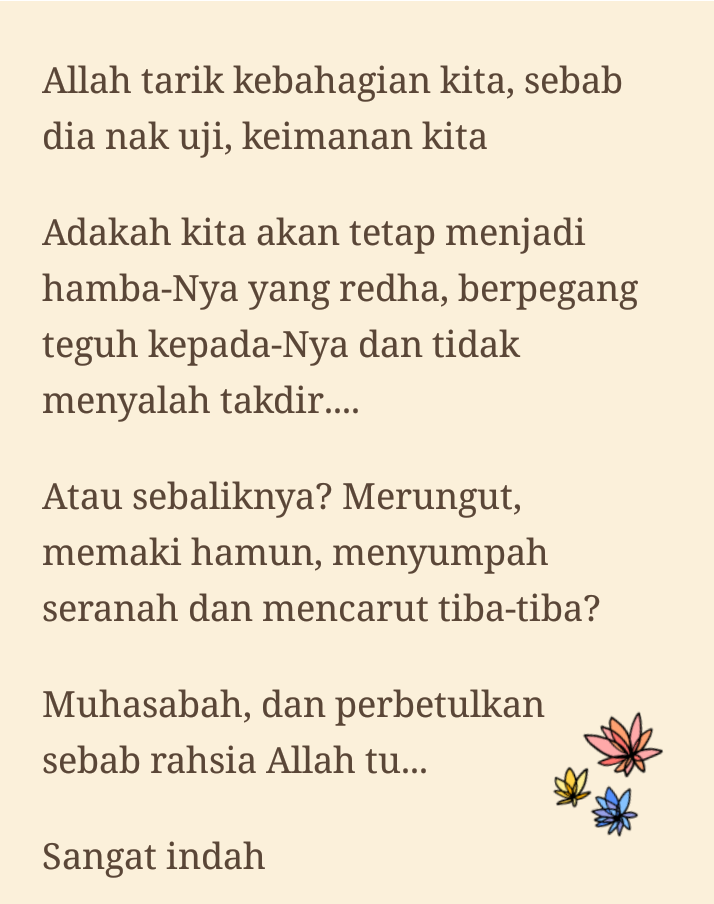 Allah tarik kebahagian kita, sebab
dia nak uji, keimanan kita
Adakah kita akan tetap menjadi
hamba-Nya yang redha, berpegang
teguh kepada-Nya dan tidak
menyalah takdir....
Atau sebaliknya? Merungut,
memaki hamun, menyumpah
seranah dan mencarut tiba-tiba?
Muhasabah, dan perbetulkan
sebab rahsia Allah tu...
Sangat indah